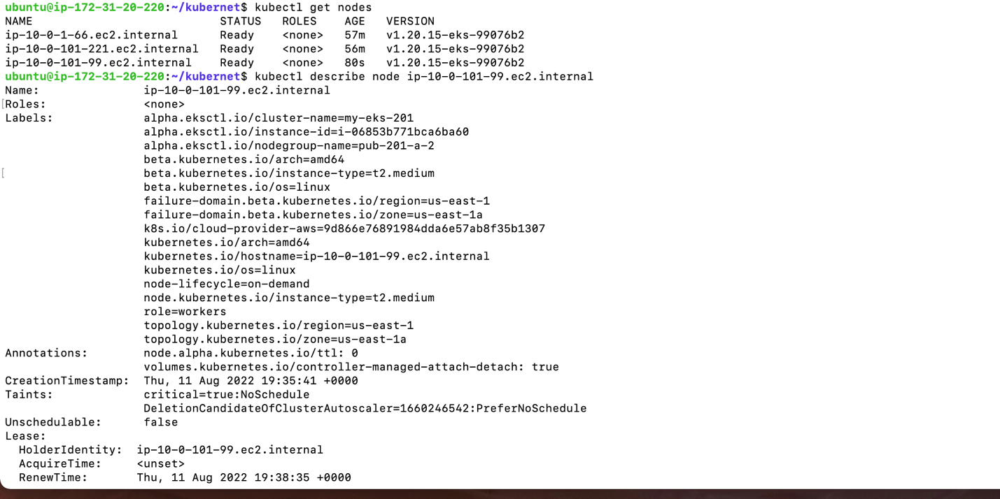 ubuntu@ip-172-31-20-220:~/kubernet$ kubectl get nodes
NAME                           STATUS   ROLES    AGE   VERSION
ip-10-0-1-66.ec2.internal      Ready    <none>   57m   v1.20.15-eks-99076b2
ip-10-0-101-221.ec2.internal   Ready    <none>   56m   v1.20.15-eks-99076b2
ip-10-0-101-99.ec2.internal    Ready    <none>   80s   v1.20.15-eks-99076b2
ubuntu@ip-172-31-20-220:~/kubernet$ kubectl describe node ip-10-0-101-99.ec2.internal
Name:               ip-10-0-101-99.ec2.internal
[Roles:              <none>
Labels:             alpha.eksctl.io/cluster-name=my-eks-201
                    alpha.eksctl.io/instance-id=i-06853b771bca6ba60
                    alpha.eksctl.io/nodegroup-name=pub-201-a-2
                    beta.kubernetes.io/arch=amd64
[                   beta.kubernetes.io/instance-type=t2.medium
                    beta.kubernetes.io/os=linux
                    failure-domain.beta.kubernetes.io/region=us-east-1
                    failure-domain.beta.kubernetes.io/zone=us-east-1a
                    k8s.io/cloud-provider-aws=9d866e76891984dda6e57ab8f35b1307
                    kubernetes.io/arch=amd64
                    kubernetes.io/hostname=ip-10-0-101-99.ec2.internal
                    kubernetes.io/os=linux
                    node-lifecycle=on-demand
                    node.kubernetes.io/instance-type=t2.medium
                    role=workers
                    topology.kubernetes.io/region=us-east-1
                    topology.kubernetes.io/zone=us-east-1a
Annotations:        node.alpha.kubernetes.io/ttl: 0
                    volumes.kubernetes.io/controller-managed-attach-detach: true
CreationTimestamp:  Thu, 11 Aug 2022 19:35:41 +0000
Taints:             critical=true:NoSchedule
                    DeletionCandidateOfClusterAutoscaler=1660246542:PreferNoSchedule
Unschedulable:      false
Lease:
  HolderIdentity:  ip-10-0-101-99.ec2.internal
  AcquireTime:     <unset>
  RenewTime:       Thu, 11 Aug 2022 19:38:35 +0000